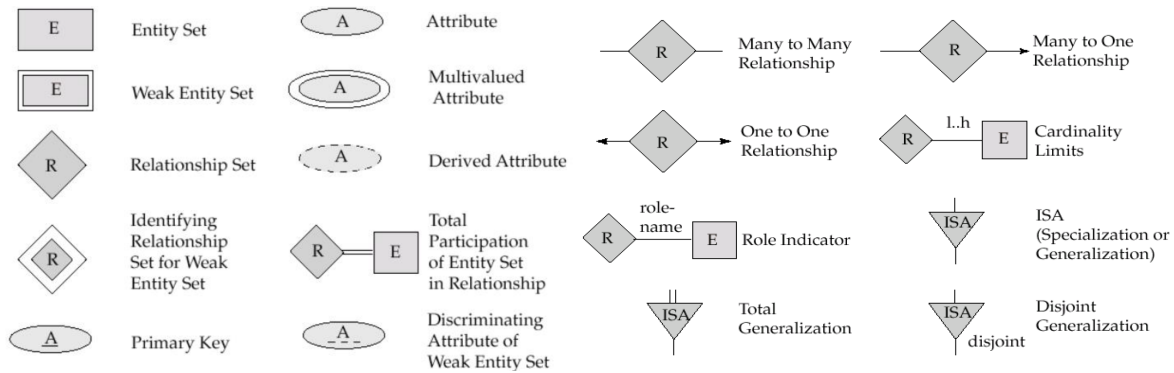 E
Entity Set
A
Attribute
R
Many to Many
Relationship
R
Many to One
Relationship
E
Weak Entity Set
A
Multivalued
Attribute
R
Relationship Set
A
Derived Attribute
R
One to One
Relationship
R
l..h
E
Cardinality
Limits
R
Identifying
Relationship
Set for Weak
Entity Set
R
E
Total
Participation
of Entity Set
in Relationship
R
role-
name
E
Role Indicator
ISA
ISA
(Specialization or
Generalization)
A
Primary Key
A
Discriminating
Attribute of
Weak Entity Set
ISA
Total
Generalization
ISA
disjoint
Disjoint
Generalization